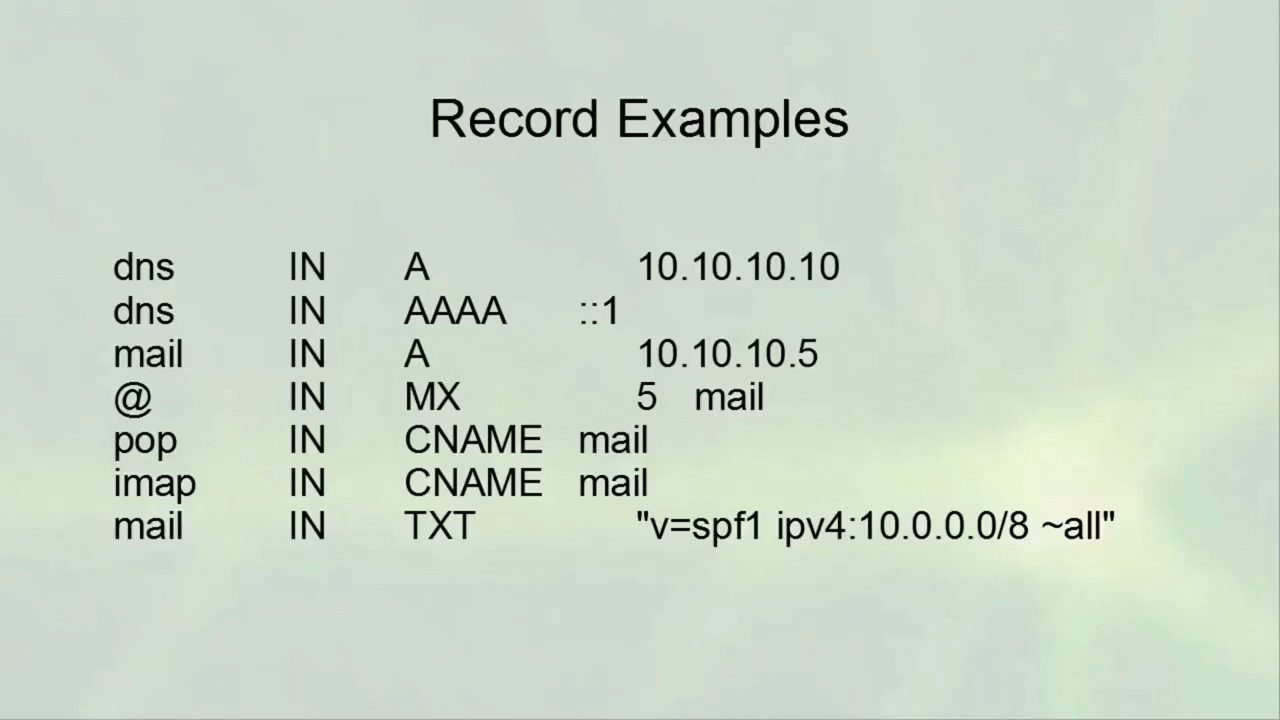 Record Examples
dns IN A 10.10.10.10
dns IN AAAA ::1
mail IN A 10.10.10.5
@ IN MX 5 mail
pop IN CNAME mail
imap IN CNAME mail
mail IN TXT "v=spf1 ipv4:10.0.0.0/8 ~all"